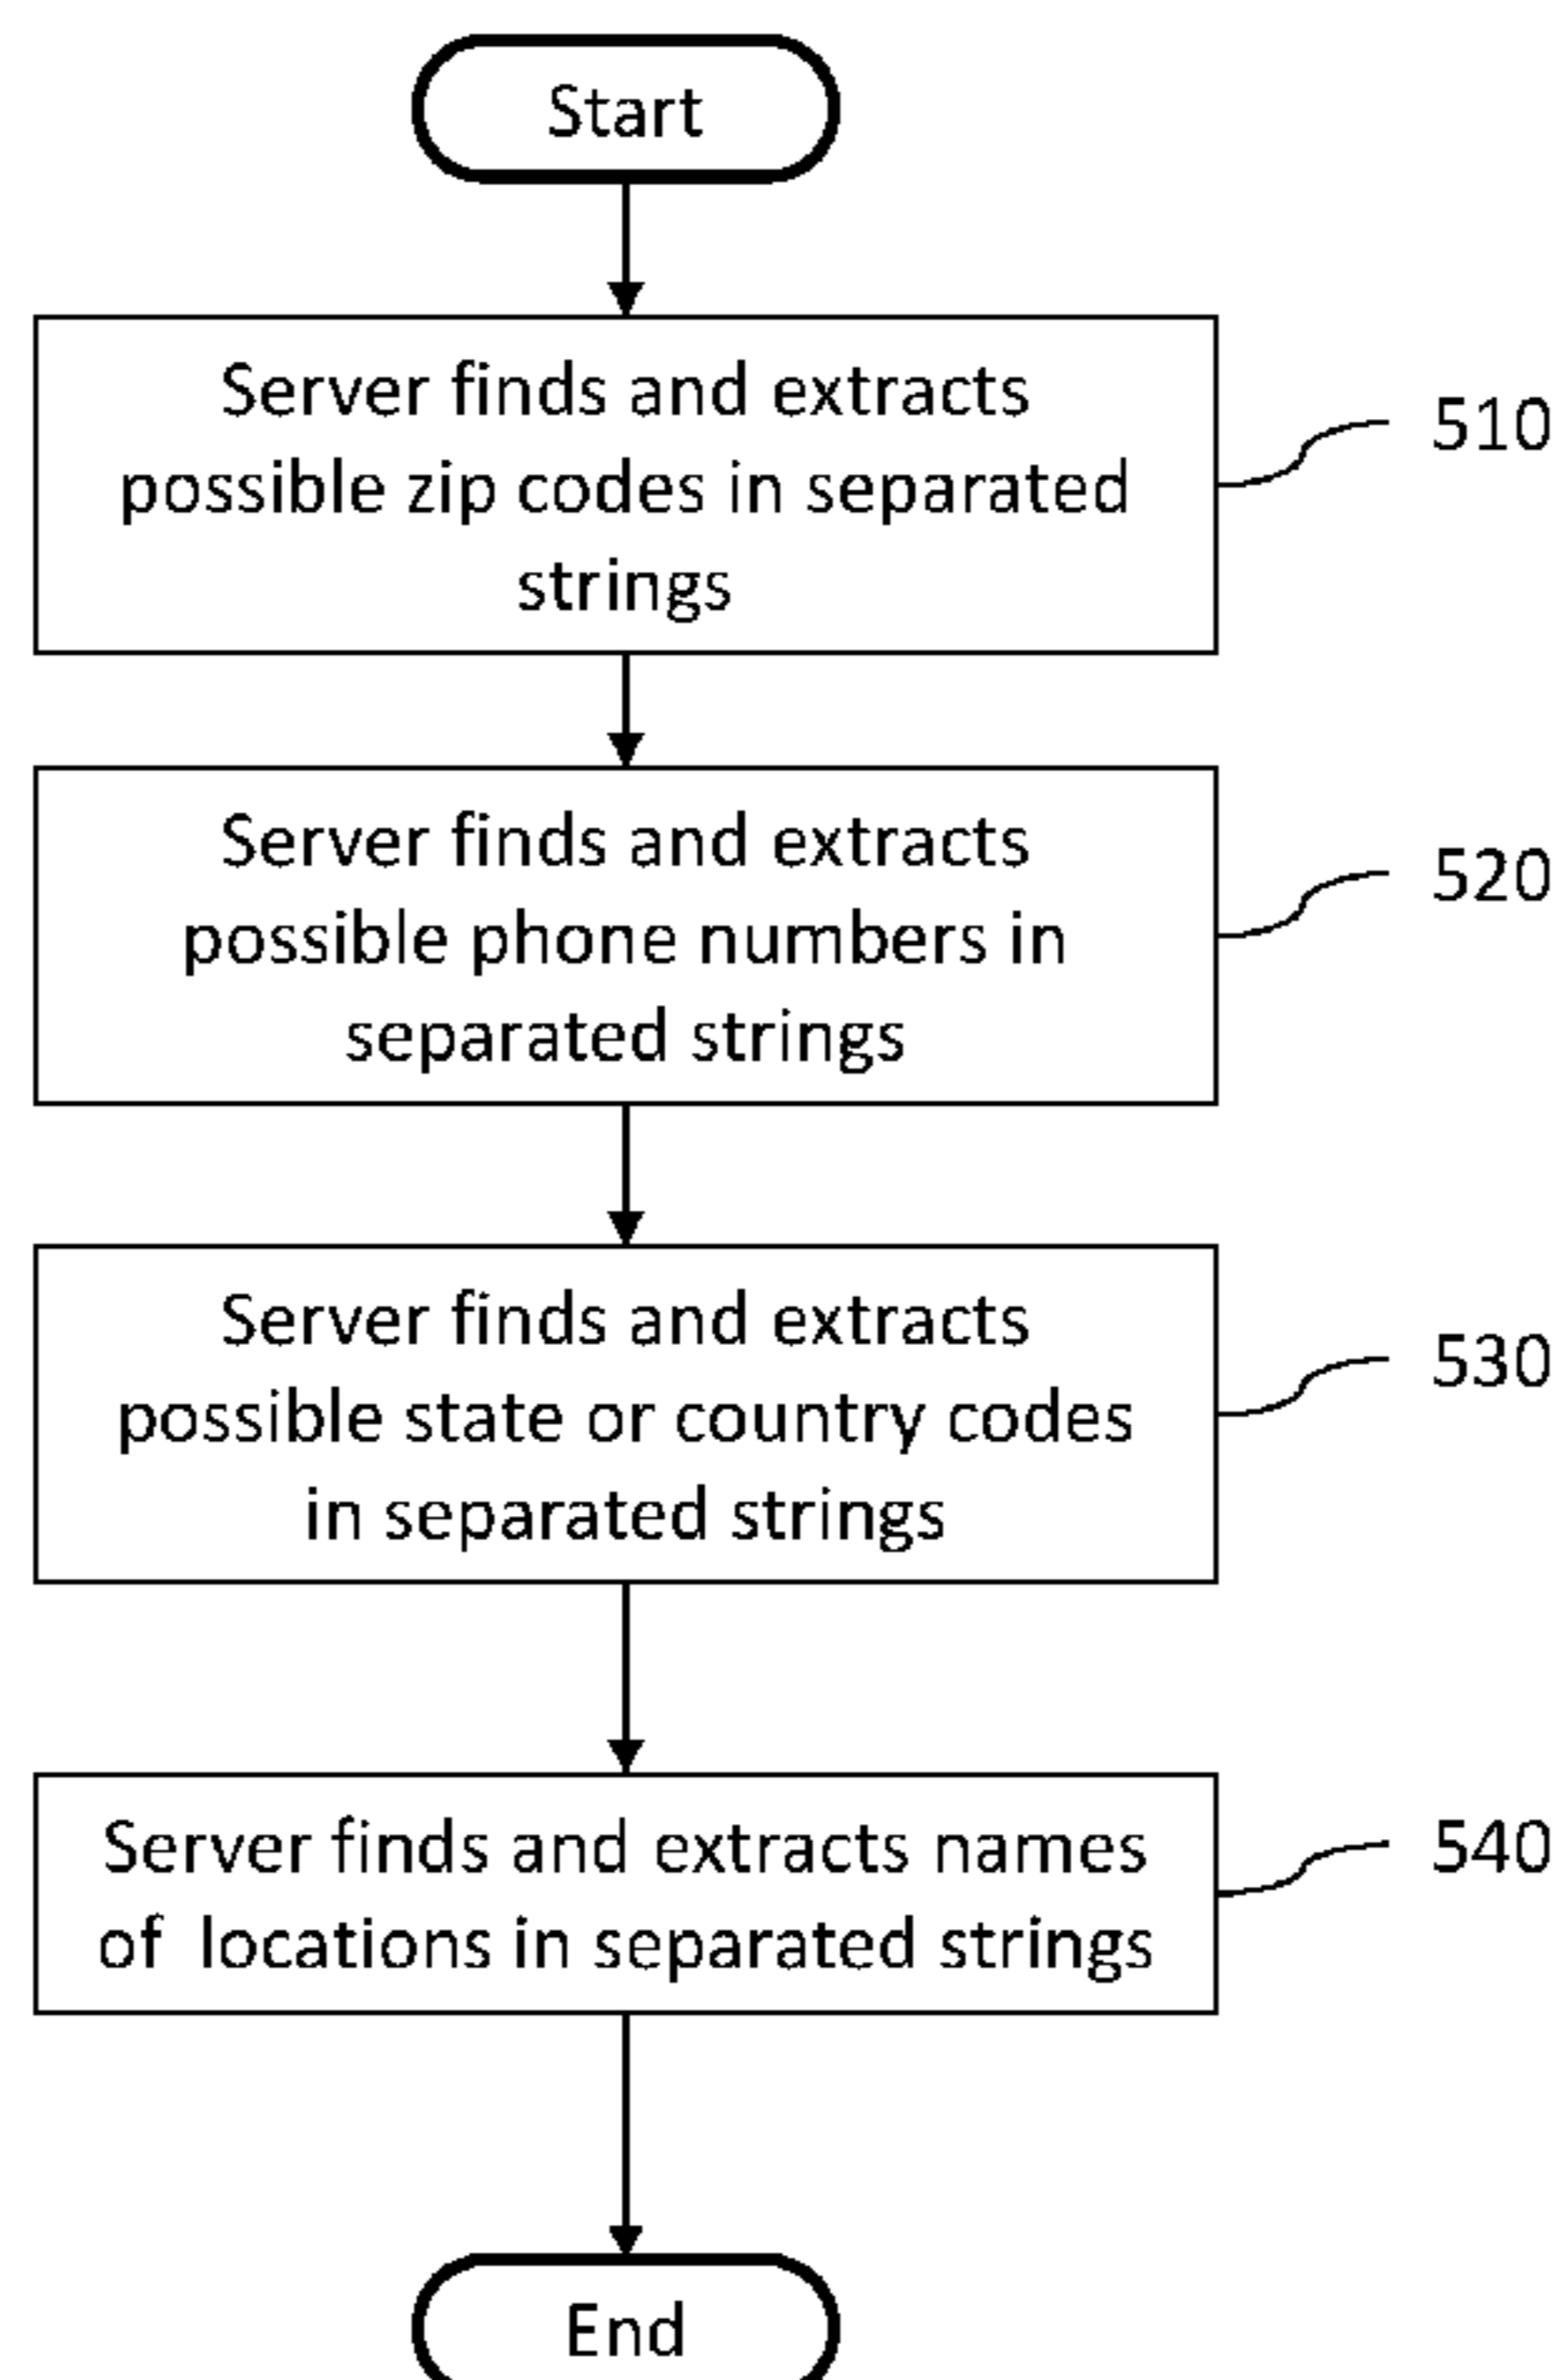 Start
Server finds and extracts
possible zip codes in separated
strings
510
Server finds and extracts
possible phone numbers in
separated strings
520
Server finds and extracts
possible state or country codes
in separated strings
530
Server finds and extracts names
of locations in separated strings
540
End